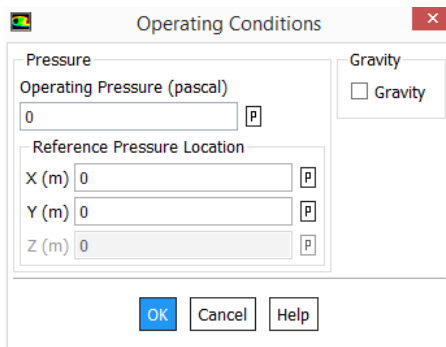 Operating Conditions
Pressure
Operating Pressure (pascal)
0
P
Reference Pressure Location
X (m) 0
P
Y (m) 0
P
Z (m) 0
P
Gravity
Gravity
OK Cancel Help